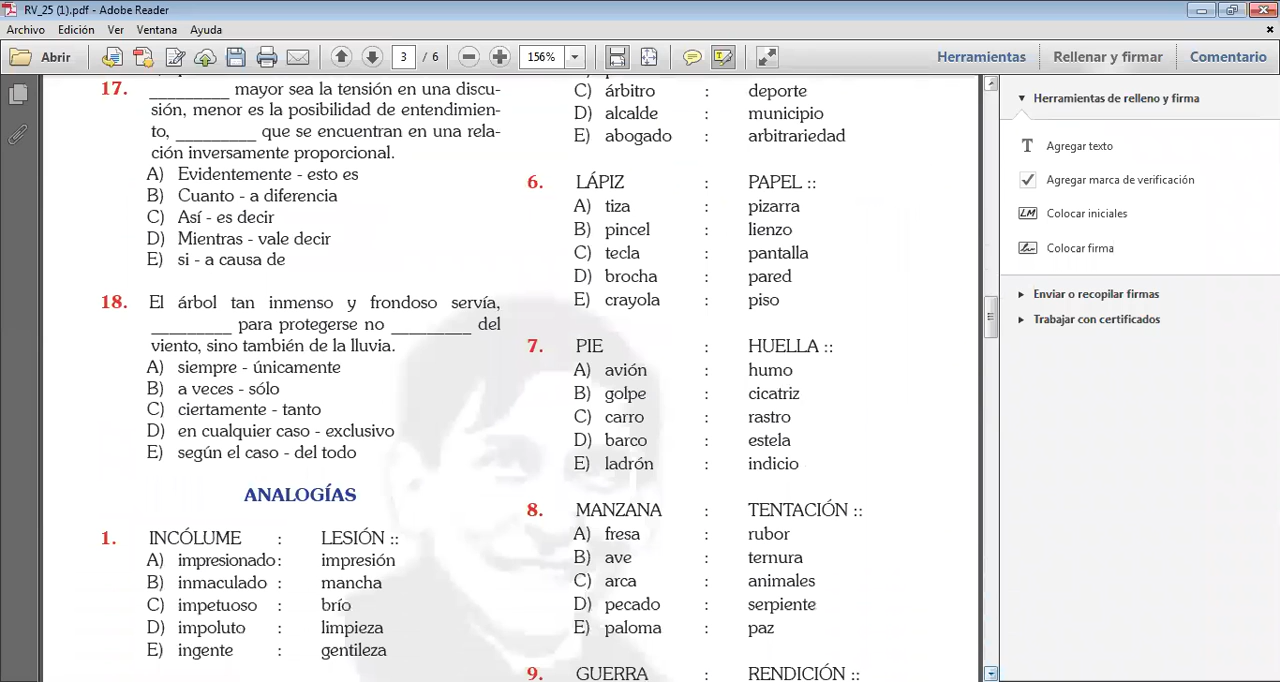 RV_25 (1).pdf - Adobe Reader
Archivo Edición Ver Ventana Ayuda
Abrir 3 / 6 156% Herramientas Rellenar y firmar Comentario
17. _________ mayor sea la tensión en una discu-
sión, menor es la posibilidad de entendimien-
to, _________ que se encuentran en una rela-
ción inversamente proporcional.
A) Evidentemente - esto es
B) Cuanto - a diferencia
C) Así - es decir
D) Mientras - vale decir
E) si - a causa de
18. El árbol tan inmenso y frondoso servía,
_________ para protegerse no _________ del
viento, sino también de la lluvia.
A) siempre - únicamente
B) a veces - sólo
C) ciertamente - tanto
D) en cualquier caso - exclusivo
E) según el caso - del todo
ANALOGÍAS
1. INCÓLUME : LESIÓN ::
A) impresionado : impresión
B) inmaculado : mancha
C) impetuoso : brío
D) impoluto : limpieza
E) ingente : gentileza
C) árbitro : deporte
D) alcalde : municipio
E) abogado : arbitrariedad
6. LÁPIZ : PAPEL ::
A) tiza : pizarra
B) pincel : lienzo
C) tecla : pantalla
D) brocha : pared
E) crayola : piso
7. PIE : HUELLA ::
A) avión : humo
B) golpe : cicatriz
C) carro : rastro
D) barco : estela
E) ladrón : indicio
8. MANZANA : TENTACIÓN ::
A) fresa : rubor
B) ave : ternura
C) arca : animales
D) pecado : serpiente
E) paloma : paz
9. GUERRA : RENDICIÓN ::
Herramientas de relleno y firma
T Agregar texto
Agregar marca de verificación
LM Colocar iniciales
Colocar firma
Enviar o recopilar firmas
Trabajar con certificados